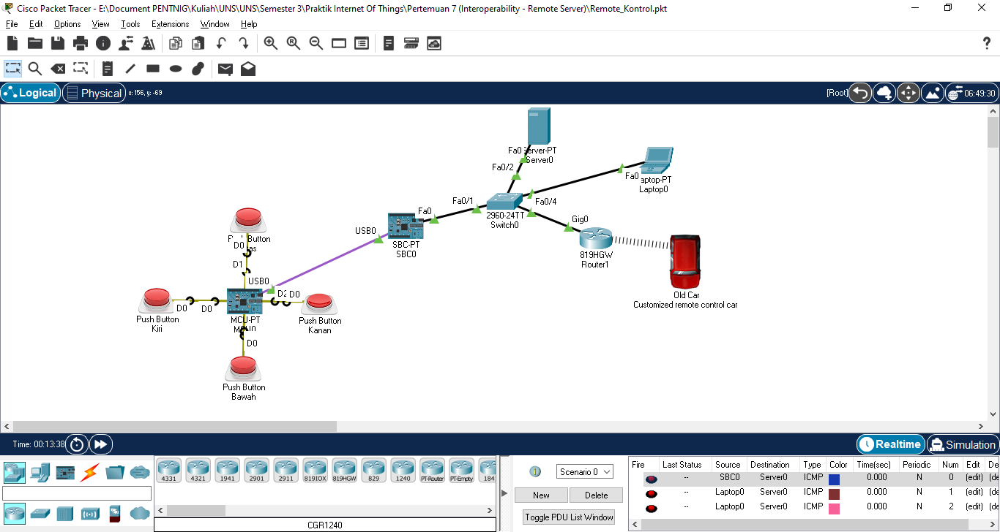 Cisco Packet Tracer - E:\Document PENTNIG\Kuliah\UNS\UNS\Semester 3\Praktik Internet Of Things\Pertemuan 7 (Interoperability - Remote Server)\Remote_Kontrol.pkt
File Edit Options View Tools Extensions Window Help
?
Logical Physical x: 156, y: -69 [Root] 06:49:30
Fa0 Server-PT
Server0
Fa0/2
Fa0 aptop-PT
Laptop0
Fa0/1 Fa0/4
2960-24TT
Switch0
Fa0
USB0
SBC-PT
SBC0
Gig0
819HGW
Router1
Old Car
Customized remote control car
Button
as
D0
D1
USB0
D0 D0
Push Button
Kiri
MCU-PT
D0
Push Button
Kanan
D0
Push Button
Bawah
Time: 00:13:38 Realtime Simulation
4331 4321 1941 2901 2911 819IOX 819HGW 829 1240 PT-Router PT-Empty 184
CGR1240
Scenario 0
New Delete
Toggle PDU List Window
Fire Last Status Source Destination Type Color Time(sec) Periodic Num Edit De
-- SBC0 Server0 ICMP 0.000 N 0 (edit) (de
-- Laptop0 Server0 ICMP 0.000 N 1 (edit) (de
-- Laptop0 Server0 ICMP 0.000 N 2 (edit) (de